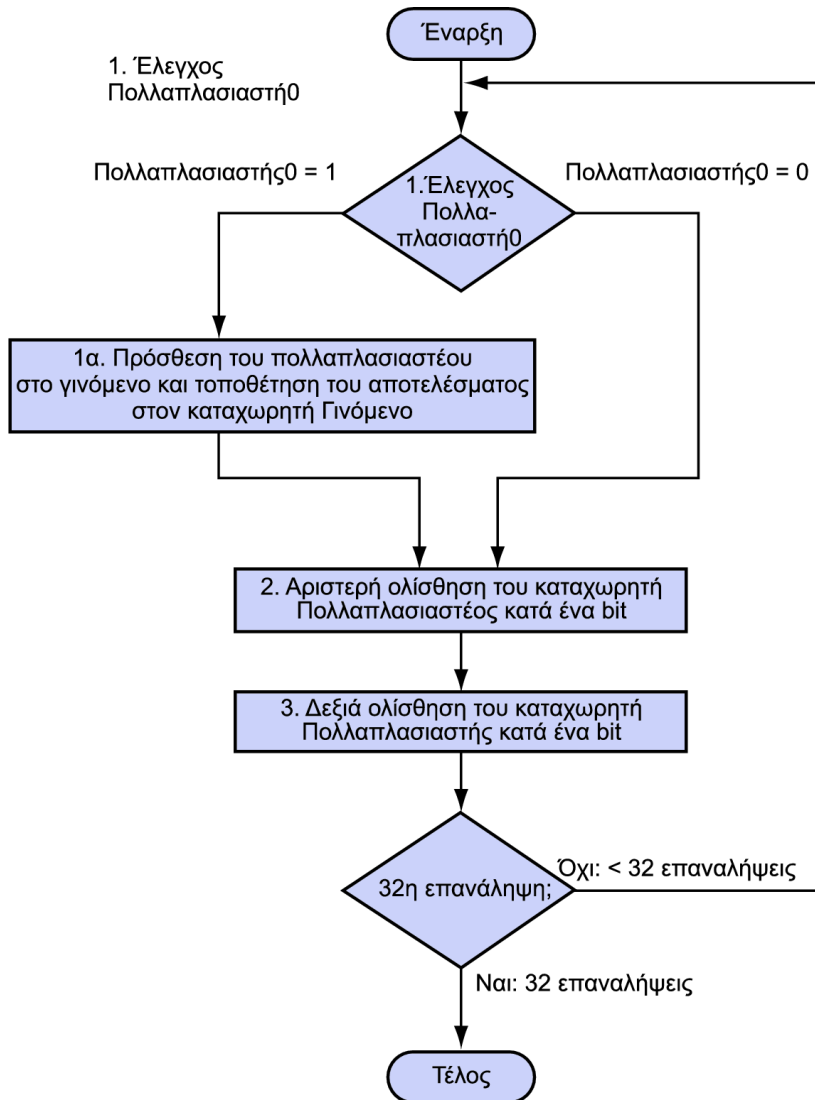 Έναρξη
1. Έλεγχος
Πολλαπλασιαστή0
Πολλαπλασιαστής0 = 1
Πολλαπλασιαστής0 = 0
1.Έλεγχος
Πολλα-
πλασιαστή0
1α. Πρόσθεση του πολλαπλασιαστέου
στο γινόμενο και τοποθέτηση του αποτελέσματος
στον καταχωρητή Γινόμενο
2. Αριστερή ολίσθηση του καταχωρητή
Πολλαπλασιαστέος κατά ένα bit
3. Δεξιά ολίσθηση του καταχωρητή
Πολλαπλασιαστής κατά ένα bit
Όχι: < 32 επαναλήψεις
32η επανάληψη;
Ναι: 32 επαναλήψεις
Τέλος